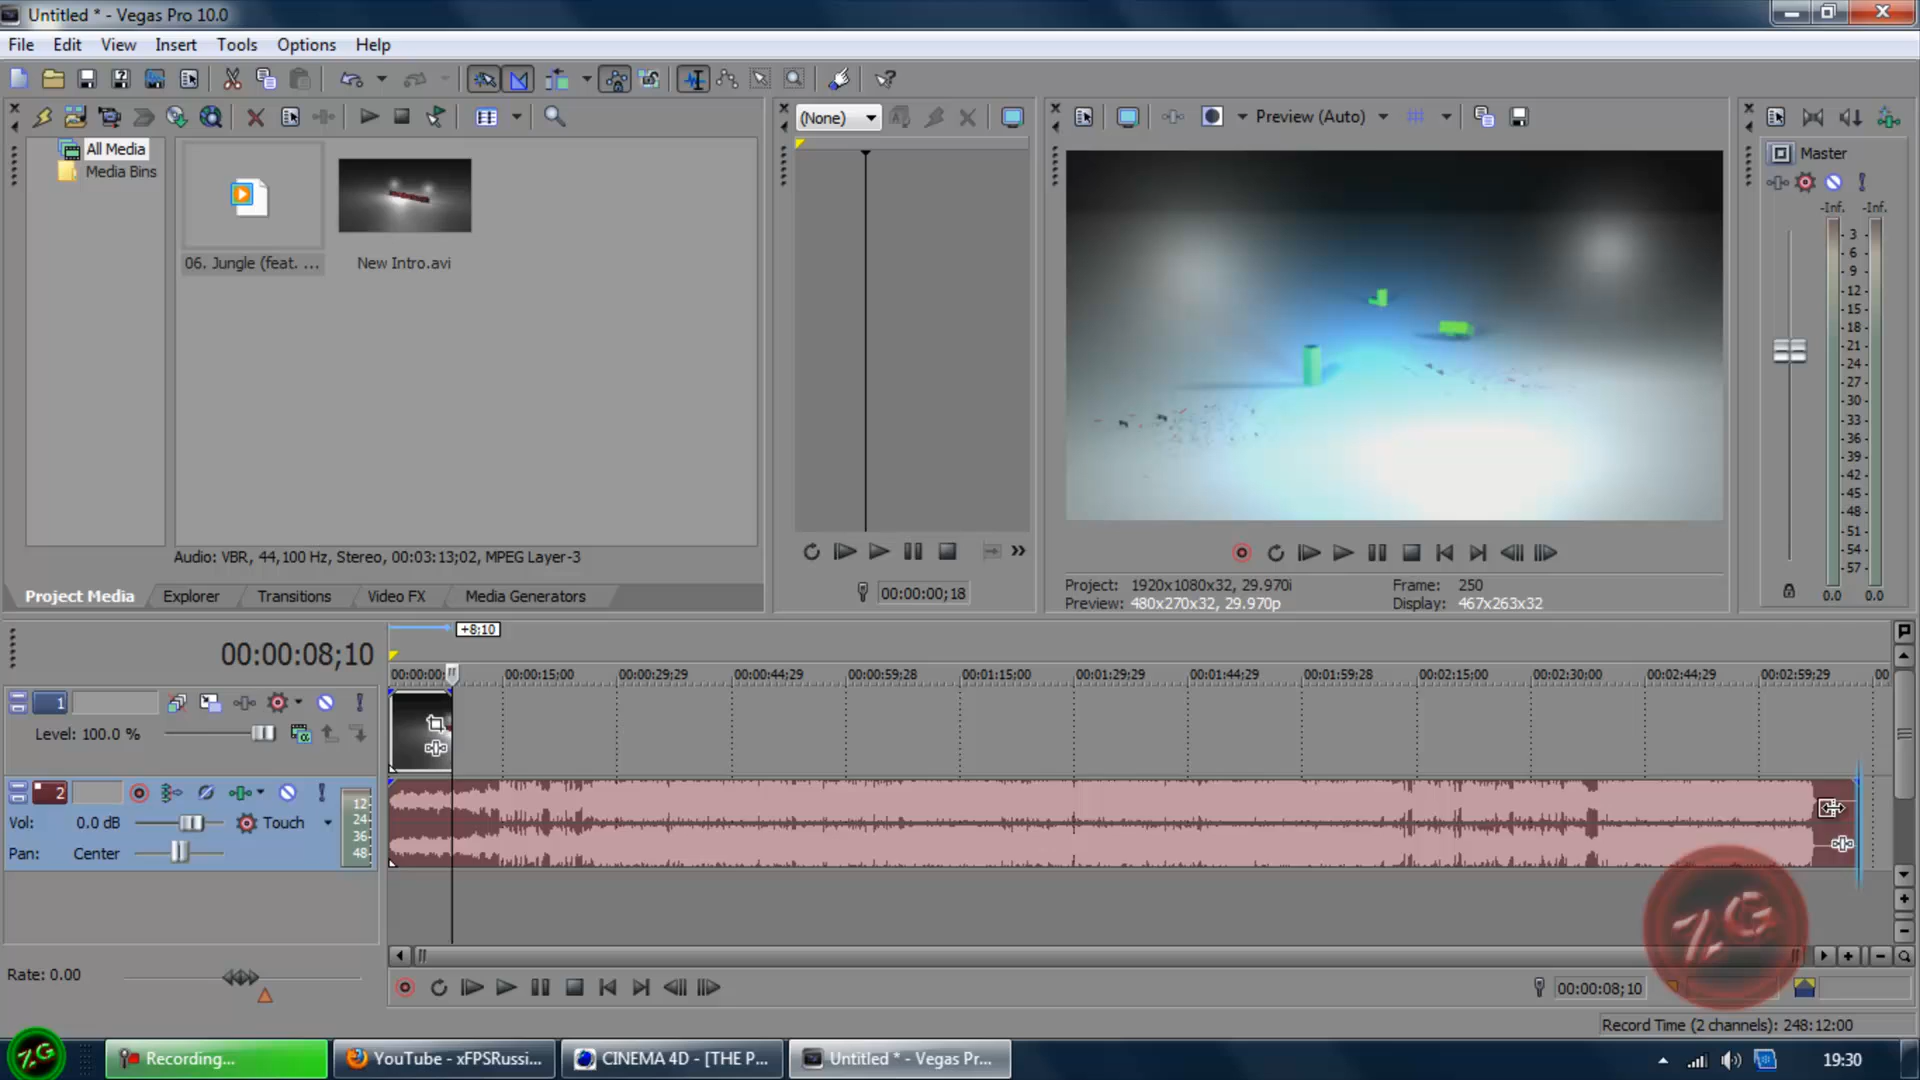 Untitled * - Vegas Pro 10.0
File Edit View Insert Tools Options Help
(None)
Preview (Auto)
All Media
Media Bins
06. Jungle (feat. ...
New Intro.avi
Master
-Inf. -Inf.
3
6
9
12
15
18
21
24
27
30
33
36
39
42
45
48
51
54
57
0.0 0.0
Audio: VBR, 44,100 Hz, Stereo, 00:03:13;02, MPEG Layer-3
Project Media Explorer Transitions Video FX Media Generators
00:00:00;18
Project: 1920x1080x32, 29.970i
Preview: 480x270x32, 29.970p
Frame: 250
Display: 467x263x32
00:00:08;10
+8;10
00:00:00; 00:00:15;00 00:00:29;29 00:00:44;29 00:00:59;28 00:01:15;00 00:01:29;29 00:01:44;29 00:01:59;28 00:02:15;00 00:02:30;00 00:02:44;29 00:02:59;29 00
1
Level: 100.0 %
2
Vol: 0.0 dB Touch
Pan: Center
12
24
36
48
Rate: 0.00
00:00:08;10
ZG
Record Time (2 channels): 248:12:00
ZG
Recording...
YouTube - xFPSRussi...
CINEMA 4D - [THE P...
Untitled * - Vegas Pr...
19:30